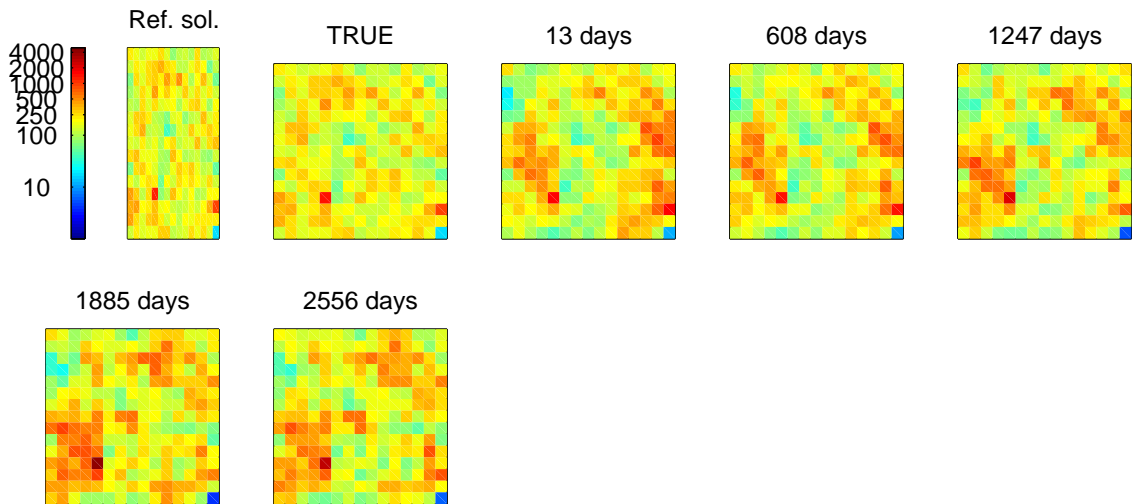 Ref. sol.
TRUE
13 days
608 days
1247 days
4000
2000
1000
500
250
100
10
1885 days
2556 days